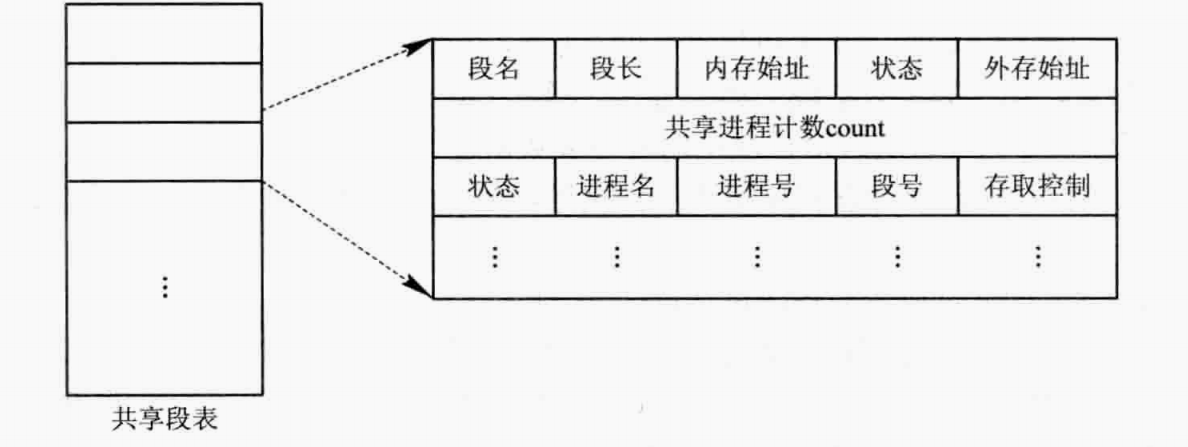 段名 段长 内存始址 状态 外存始址
共享进程计数count
状态 进程名 进程号 段号 存取控制
⋮ ⋮ ⋮ ⋮ ⋮
⋮
共享段表